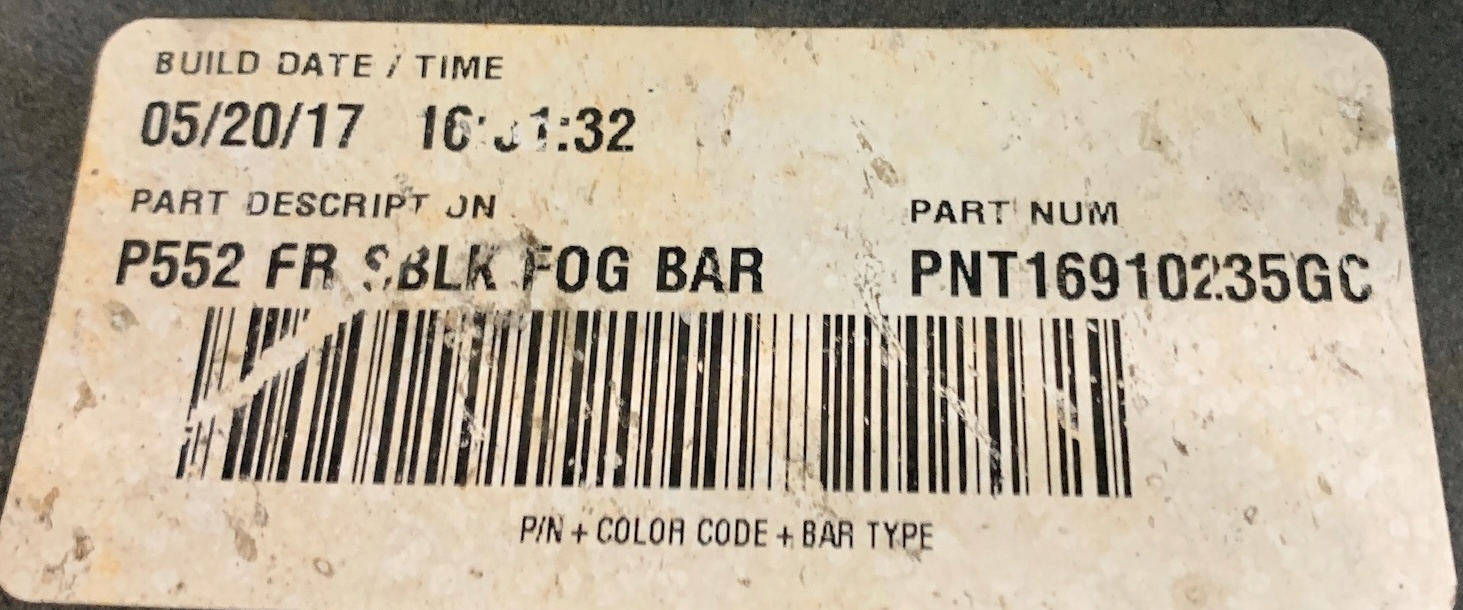 BUILD DATE / TIME
05/20/17
PART DESCRIPTION
P552 FR SBLK FOG BAR
PART NUM
PNT16910235GC
P/N + COLOR CODE + BAR TYPE